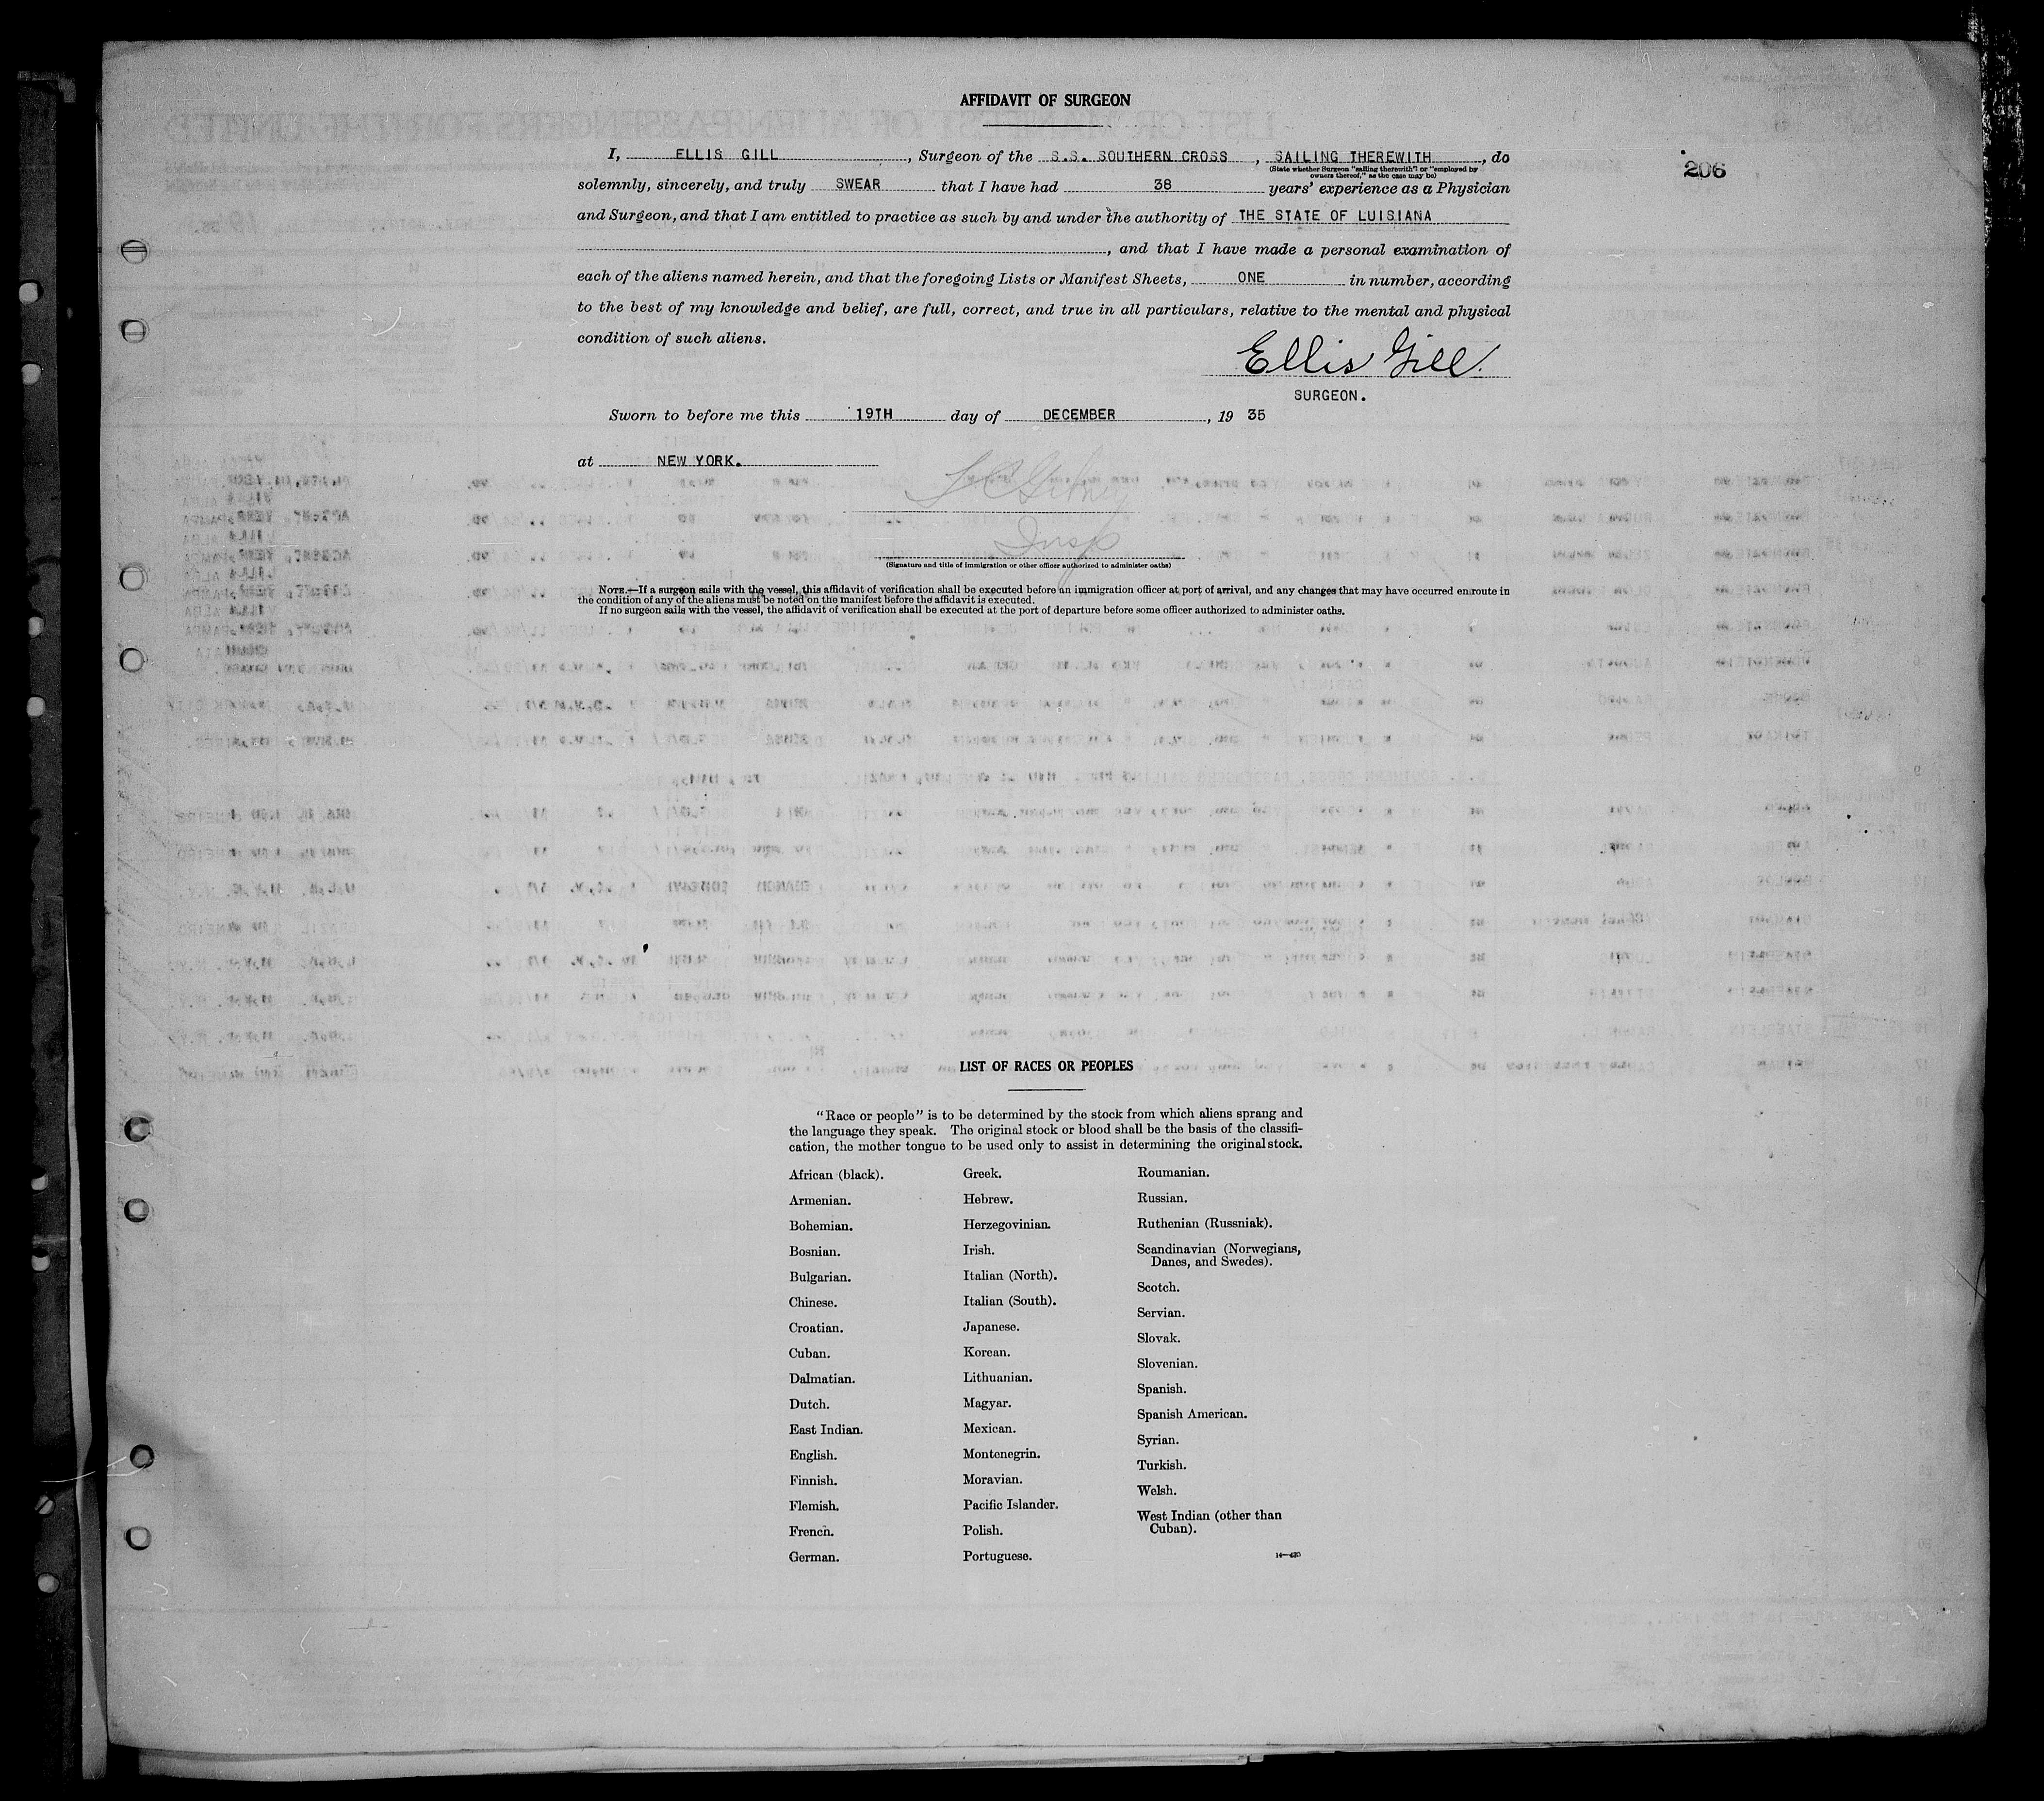 AFFIDAVIT OF SURGEON
206
I, ELLIS GILL, Surgeon of the S.S. SOUTHERN CROSS, SAILING THEREWITH, do
(State whether Surgeon "sailing therewith" or "employed by
owners thereof," as the case may be)
solemnly, sincerely, and truly SWEAR that I have had 38 years' experience as a Physician
and Surgeon, and that I am entitled to practice as such by and under the authority of THE STATE OF LUISIANA
, and that I have made a personal examination of
each of the aliens named herein, and that the foregoing Lists or Manifest Sheets, ONE in number, according
to the best of my knowledge and belief, are full, correct, and true in all particulars, relative to the mental and physical
condition of such aliens.
Ellis Gill.
SURGEON.
Sworn to before me this 19TH day of DECEMBER, 19 35
at NEW YORK.
Insp
(Signature and title of immigration or other officer authorized to administer oaths)
NOTE.—If a surgeon sails with the vessel, this affidavit of verification shall be executed before an immigration officer at port of arrival, and any changes that may have occurred en route in
the condition of any of the aliens must be noted on the manifest before the affidavit is executed.
If no surgeon sails with the vessel, the affidavit of verification shall be executed at the port of departure before some officer authorized to administer oaths.
LIST OF RACES OR PEOPLES
"Race or people" is to be determined by the stock from which aliens sprang and
the language they speak. The original stock or blood shall be the basis of the classifi-
cation, the mother tongue to be used only to assist in determining the original stock.
African (black).
Armenian.
Bohemian.
Bosnian.
Bulgarian.
Chinese.
Croatian.
Cuban.
Dalmatian.
Dutch.
East Indian.
English.
Finnish.
Flemish.
French.
German.
Greek.
Hebrew.
Herzegovinian.
Irish.
Italian (North).
Italian (South).
Japanese.
Korean.
Lithuanian.
Magyar.
Mexican.
Montenegrin.
Moravian.
Pacific Islander.
Polish.
Portuguese.
Roumanian.
Russian.
Ruthenian (Russniak).
Scandinavian (Norwegians,
Danes, and Swedes).
Scotch.
Servian.
Slovak.
Slovenian.
Spanish.
Spanish American.
Syrian.
Turkish.
Welsh.
West Indian (other than
Cuban).